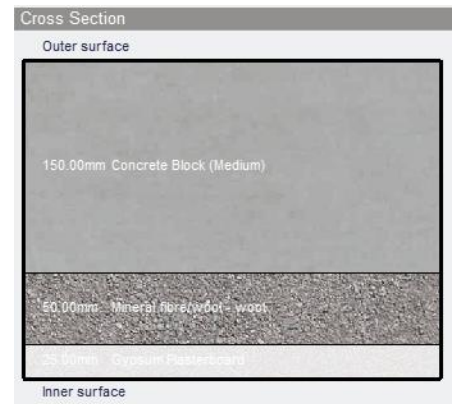 Cross Section
Outer surface
150.00mm Concrete Block (Medium)
50.00mm Mineral fibre/wool - wool
25.00mm Gypsum Plasterboard
Inner surface